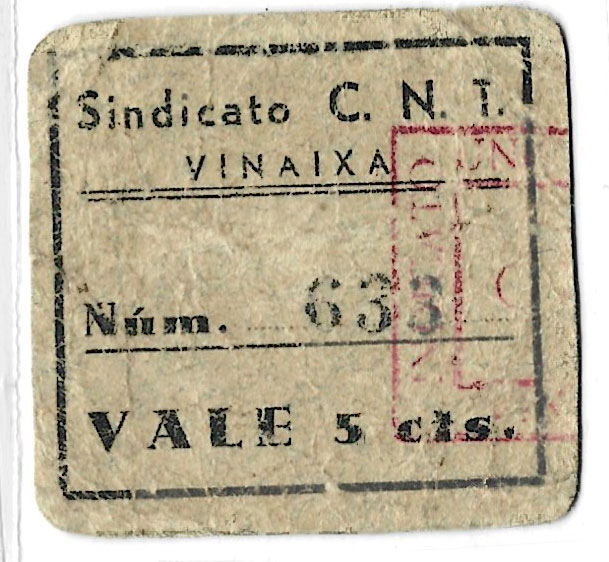 Sindicato C. N. T.
VINAIXA
Núm. 633
VALE 5 cts.